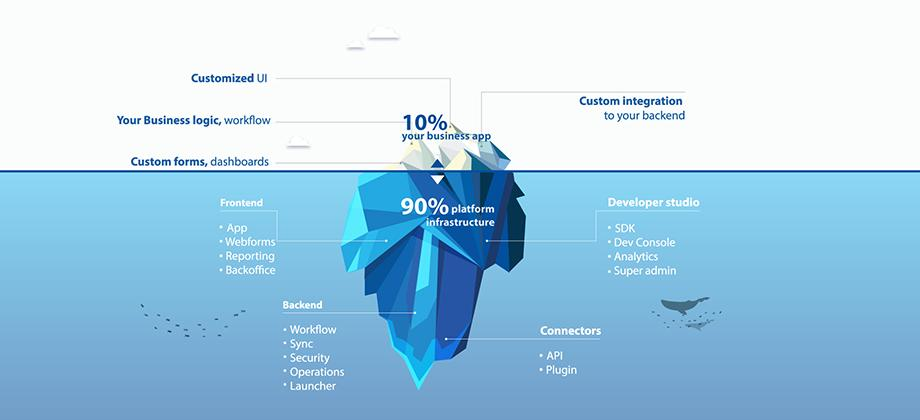 Customized UI
Your Business logic, workflow
Custom forms, dashboards
10%
your business app
Custom integration
to your backend
90% platform
infrastructure
Frontend
• App
• Webforms
• Reporting
• Backoffice
Developer studio
• SDK
• Dev Console
• Analytics
• Super admin
Backend
• Workflow
• Sync
• Security
• Operations
• Launcher
Connectors
• API
• Plugin